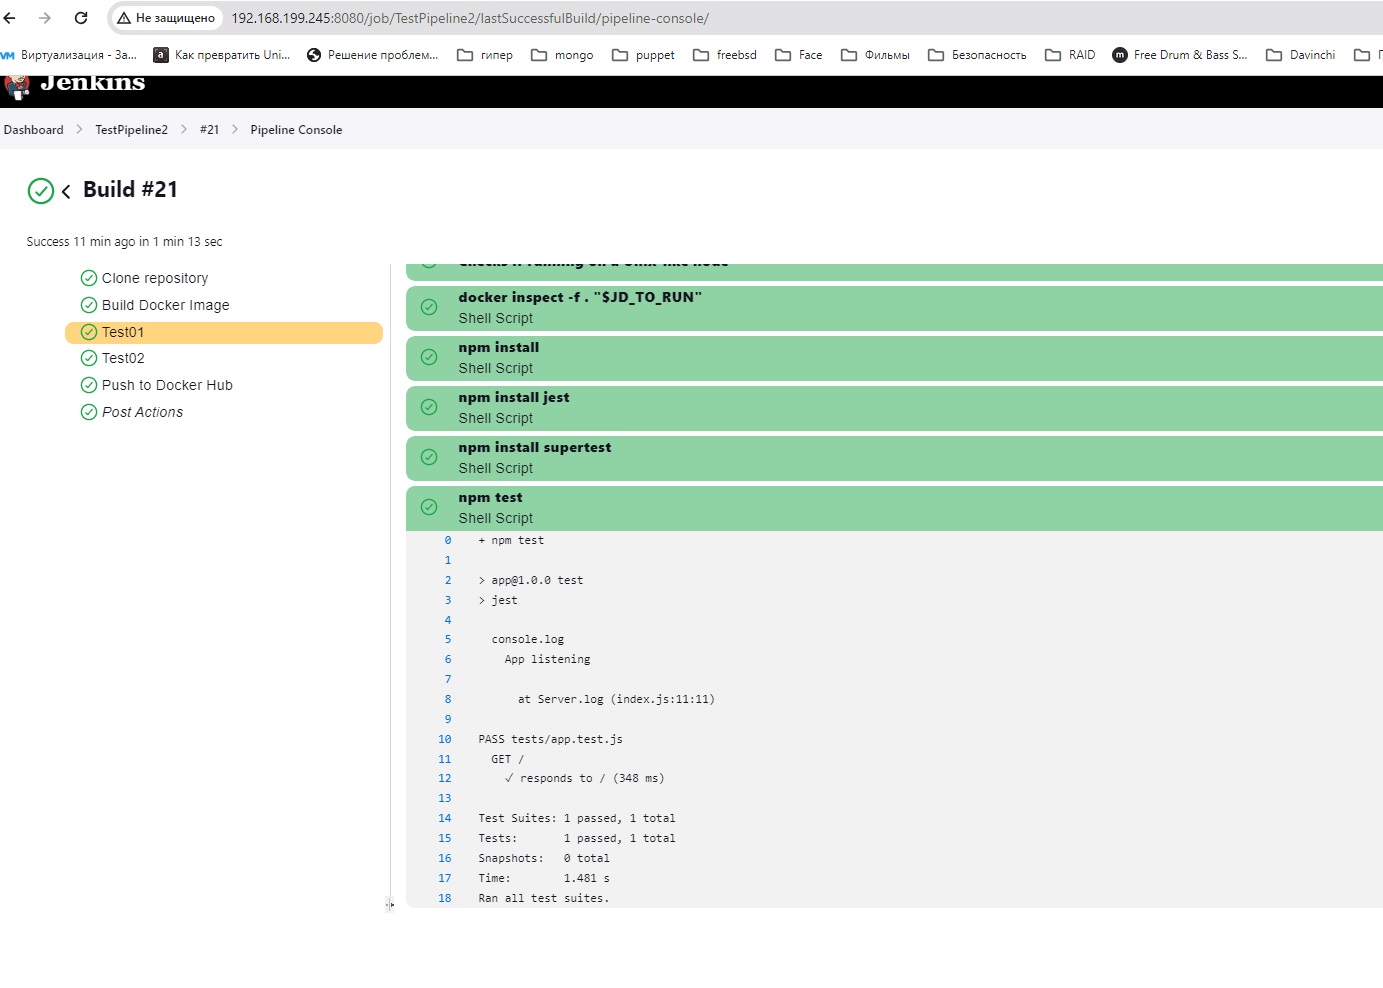 Не защищено 192.168.199.245:8080/job/TestPipeline2/lastSuccessfulBuild/pipeline-console/
vm Виртуализация - За... a Как превратить Uni... Решение проблем... гипер mongo puppet freebsd Face Фильмы Безопасность RAID m Free Drum & Bass S... Davinchi
Jenkins
Dashboard TestPipeline2 #21 Pipeline Console
Build #21
Success 11 min ago in 1 min 13 sec
Clone repository
Build Docker Image
Test01
Test02
Push to Docker Hub
Post Actions
Checks if running on a Unix-like node
docker inspect -f . "$JD_TO_RUN"
Shell Script
npm install
Shell Script
npm install jest
Shell Script
npm install supertest
Shell Script
npm test
Shell Script
0 + npm test
1
2 > app@1.0.0 test
3 > jest
4
5 console.log
6 App listening
7
8 at Server.log (index.js:11:11)
9
10 PASS tests/app.test.js
11 GET /
12 ✓ responds to / (348 ms)
13
14 Test Suites: 1 passed, 1 total
15 Tests: 1 passed, 1 total
16 Snapshots: 0 total
17 Time: 1.481 s
18 Ran all test suites.